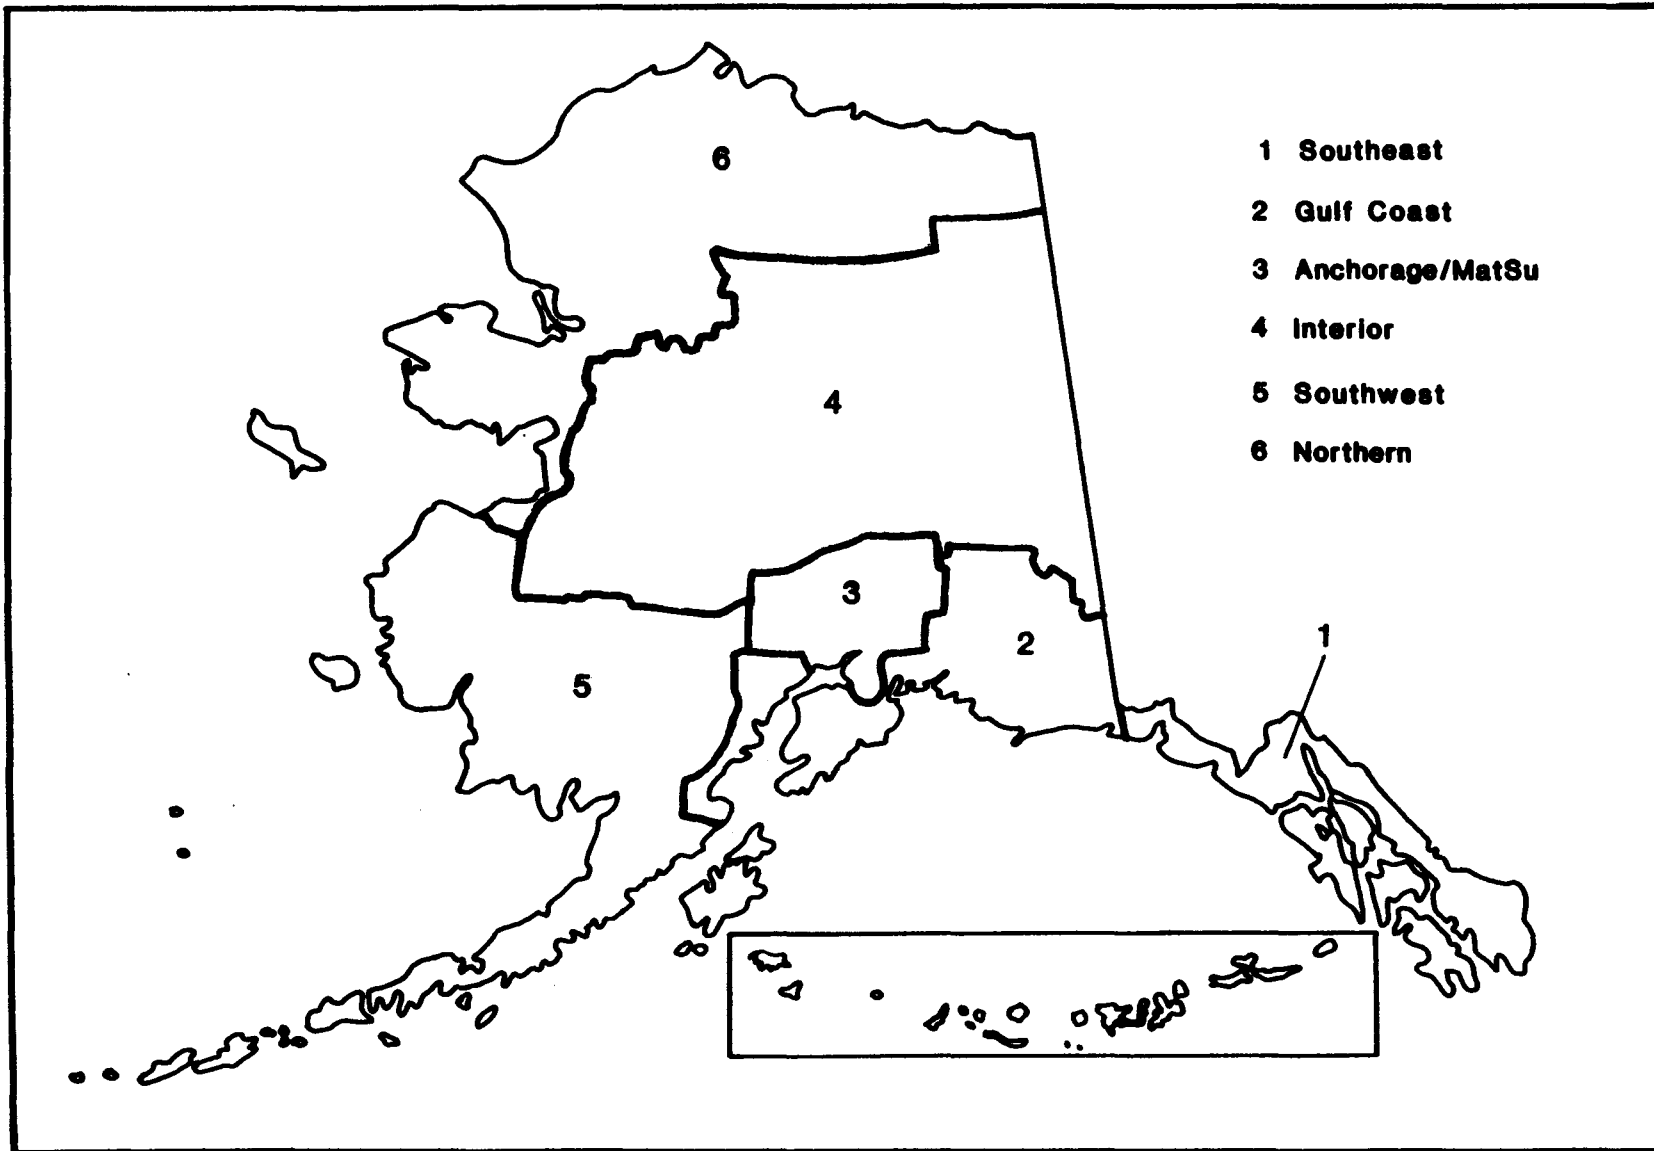 6
1 Southeast
2 Gulf Coast
3 Anchorage/MatSu
4 Interior
5 Southwest
6 Northern
4
3
2
1
5